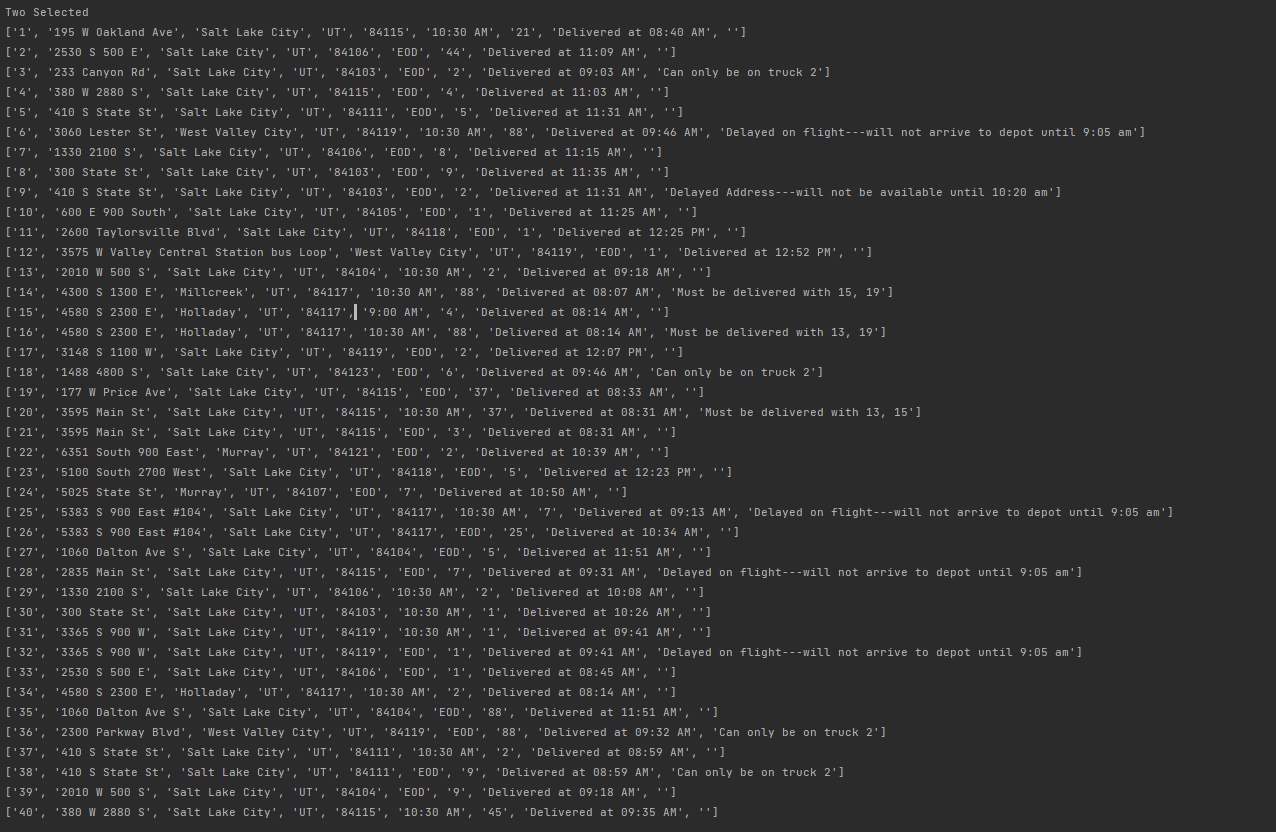 Two Selected
['1', '195 W Oakland Ave', 'Salt Lake City', 'UT', '84115', '10:30 AM', '21', 'Delivered at 08:40 AM', '']
['2', '2530 S 500 E', 'Salt Lake City', 'UT', '84106', 'EOD', '44', 'Delivered at 11:09 AM', '']
['3', '233 Canyon Rd', 'Salt Lake City', 'UT', '84103', 'EOD', '2', 'Delivered at 09:03 AM', 'Can only be on truck 2']
['4', '380 W 2880 S', 'Salt Lake City', 'UT', '84115', 'EOD', '4', 'Delivered at 11:03 AM', '']
['5', '410 S State St', 'Salt Lake City', 'UT', '84111', 'EOD', '5', 'Delivered at 11:31 AM', '']
['6', '3060 Lester St', 'West Valley City', 'UT', '84119', '10:30 AM', '88', 'Delivered at 09:46 AM', 'Delayed on flight---will not arrive to depot until 9:05 am']
['7', '1330 2100 S', 'Salt Lake City', 'UT', '84106', 'EOD', '8', 'Delivered at 11:15 AM', '']
['8', '300 State St', 'Salt Lake City', 'UT', '84103', 'EOD', '9', 'Delivered at 11:35 AM', '']
['9', '410 S State St', 'Salt Lake City', 'UT', '84103', 'EOD', '2', 'Delivered at 11:31 AM', 'Delayed Address---will not be available until 10:20 am']
['10', '600 E 900 South', 'Salt Lake City', 'UT', '84105', 'EOD', '1', 'Delivered at 11:25 AM', '']
['11', '2600 Taylorsville Blvd', 'Salt Lake City', 'UT', '84118', 'EOD', '1', 'Delivered at 12:25 PM', '']
['12', '3575 W Valley Central Station bus Loop', 'West Valley City', 'UT', '84119', 'EOD', '1', 'Delivered at 12:52 PM', '']
['13', '2010 W 500 S', 'Salt Lake City', 'UT', '84104', '10:30 AM', '2', 'Delivered at 09:18 AM', '']
['14', '4300 S 1300 E', 'Millcreek', 'UT', '84117', '10:30 AM', '88', 'Delivered at 08:07 AM', 'Must be delivered with 15, 19']
['15', '4580 S 2300 E', 'Holladay', 'UT', '84117', '9:00 AM', '4', 'Delivered at 08:14 AM', '']
['16', '4580 S 2300 E', 'Holladay', 'UT', '84117', '10:30 AM', '88', 'Delivered at 08:14 AM', 'Must be delivered with 13, 19']
['17', '3148 S 1100 W', 'Salt Lake City', 'UT', '84119', 'EOD', '2', 'Delivered at 12:07 PM', '']
['18', '1488 4800 S', 'Salt Lake City', 'UT', '84123', 'EOD', '6', 'Delivered at 09:46 AM', 'Can only be on truck 2']
['19', '177 W Price Ave', 'Salt Lake City', 'UT', '84115', 'EOD', '37', 'Delivered at 08:33 AM', '']
['20', '3595 Main St', 'Salt Lake City', 'UT', '84115', '10:30 AM', '37', 'Delivered at 08:31 AM', 'Must be delivered with 13, 15']
['21', '3595 Main St', 'Salt Lake City', 'UT', '84115', 'EOD', '3', 'Delivered at 08:31 AM', '']
['22', '6351 South 900 East', 'Murray', 'UT', '84121', 'EOD', '2', 'Delivered at 10:39 AM', '']
['23', '5100 South 2700 West', 'Salt Lake City', 'UT', '84118', 'EOD', '5', 'Delivered at 12:23 PM', '']
['24', '5025 State St', 'Murray', 'UT', '84107', 'EOD', '7', 'Delivered at 10:50 AM', '']
['25', '5383 S 900 East #104', 'Salt Lake City', 'UT', '84117', '10:30 AM', '7', 'Delivered at 09:13 AM', 'Delayed on flight---will not arrive to depot until 9:05 am']
['26', '5383 S 900 East #104', 'Salt Lake City', 'UT', '84117', 'EOD', '25', 'Delivered at 10:34 AM', '']
['27', '1060 Dalton Ave S', 'Salt Lake City', 'UT', '84104', 'EOD', '5', 'Delivered at 11:51 AM', '']
['28', '2835 Main St', 'Salt Lake City', 'UT', '84115', 'EOD', '7', 'Delivered at 09:31 AM', 'Delayed on flight---will not arrive to depot until 9:05 am']
['29', '1330 2100 S', 'Salt Lake City', 'UT', '84106', '10:30 AM', '2', 'Delivered at 10:08 AM', '']
['30', '300 State St', 'Salt Lake City', 'UT', '84103', '10:30 AM', '1', 'Delivered at 10:26 AM', '']
['31', '3365 S 900 W', 'Salt Lake City', 'UT', '84119', '10:30 AM', '1', 'Delivered at 09:41 AM', '']
['32', '3365 S 900 W', 'Salt Lake City', 'UT', '84119', 'EOD', '1', 'Delivered at 09:41 AM', 'Delayed on flight---will not arrive to depot until 9:05 am']
['33', '2530 S 500 E', 'Salt Lake City', 'UT', '84106', 'EOD', '1', 'Delivered at 08:45 AM', '']
['34', '4580 S 2300 E', 'Holladay', 'UT', '84117', '10:30 AM', '2', 'Delivered at 08:14 AM', '']
['35', '1060 Dalton Ave S', 'Salt Lake City', 'UT', '84104', 'EOD', '88', 'Delivered at 11:51 AM', '']
['36', '2300 Parkway Blvd', 'West Valley City', 'UT', '84119', 'EOD', '88', 'Delivered at 09:32 AM', 'Can only be on truck 2']
['37', '410 S State St', 'Salt Lake City', 'UT', '84111', '10:30 AM', '2', 'Delivered at 08:59 AM', '']
['38', '410 S State St', 'Salt Lake City', 'UT', '84111', 'EOD', '9', 'Delivered at 08:59 AM', 'Can only be on truck 2']
['39', '2010 W 500 S', 'Salt Lake City', 'UT', '84104', 'EOD', '9', 'Delivered at 09:18 AM', '']
['40', '380 W 2880 S', 'Salt Lake City', 'UT', '84115', '10:30 AM', '45', 'Delivered at 09:35 AM', '']